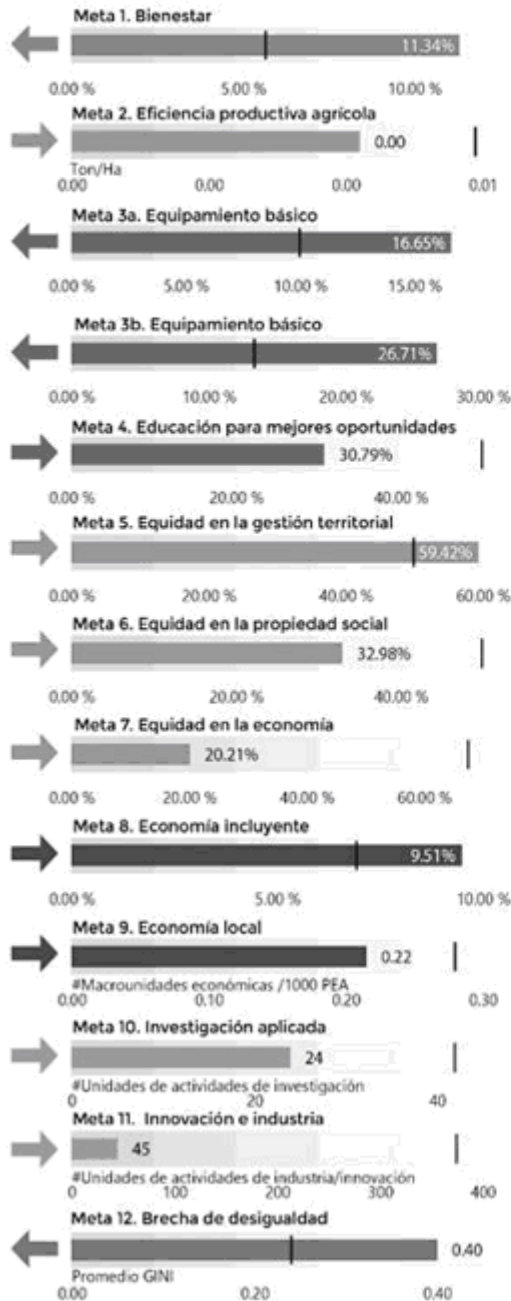 Meta 1. Bienestar
11.34%
0.00 % 5.00 % 10.00 %
Meta 2. Eficiencia productiva agrícola
0.00
Ton/Ha
0.00 0.00 0.00 0.01
Meta 3a. Equipamiento básico
16.65%
0.00 % 5.00 % 10.00 % 15.00 %
Meta 3b. Equipamiento básico
26.71%
0.00 % 10.00 % 20.00 % 30.00 %
Meta 4. Educación para mejores oportunidades
30.79%
0.00 % 20.00 % 40.00 %
Meta 5. Equidad en la gestión territorial
59.42%
0.00 % 20.00 % 40.00 % 60.00 %
Meta 6. Equidad en la propiedad social
32.98%
0.00 % 20.00 % 40.00 %
Meta 7. Equidad en la economía
20.21%
0.00 % 20.00 % 40.00 % 60.00 %
Meta 8. Economía incluyente
9.51%
0.00 % 5.00 % 10.00 %
Meta 9. Economía local
0.22
#Macrounidades económicas /1000 PEA
0.00 0.10 0.20 0.30
Meta 10. Investigación aplicada
24
#Unidades de actividades de investigación
0 20 40
Meta 11. Innovación e industria
45
#Unidades de actividades de industria/innovación
0 100 200 300 400
Meta 12. Brecha de desigualdad
0.40
Promedio GINI
0.00 0.20 0.40